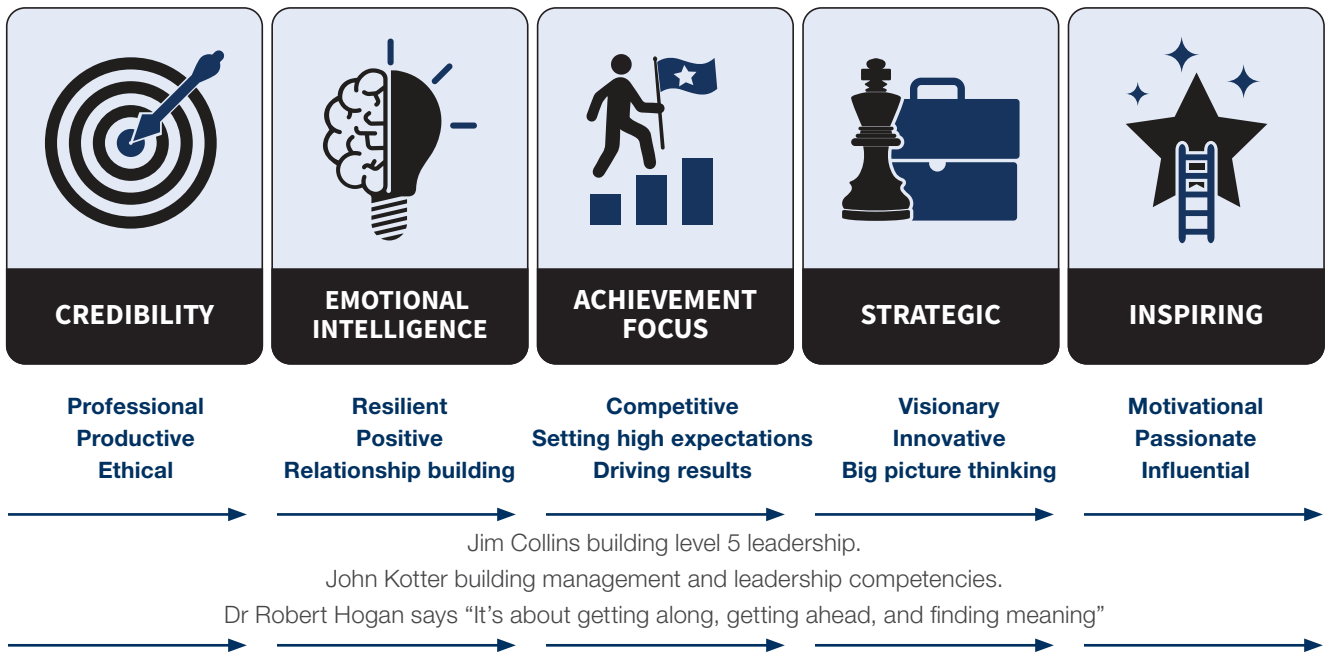 CREDIBILITY
EMOTIONAL
INTELLIGENCE
ACHIEVEMENT
FOCUS
STRATEGIC
INSPIRING
Professional
Productive
Ethical
Resilient
Positive
Relationship building
Competitive
Setting high expectations
Driving results
Visionary
Innovative
Big picture thinking
Motivational
Passionate
Influential
Jim Collins building level 5 leadership.
John Kotter building management and leadership competencies.
Dr Robert Hogan says “It’s about getting along, getting ahead, and finding meaning”